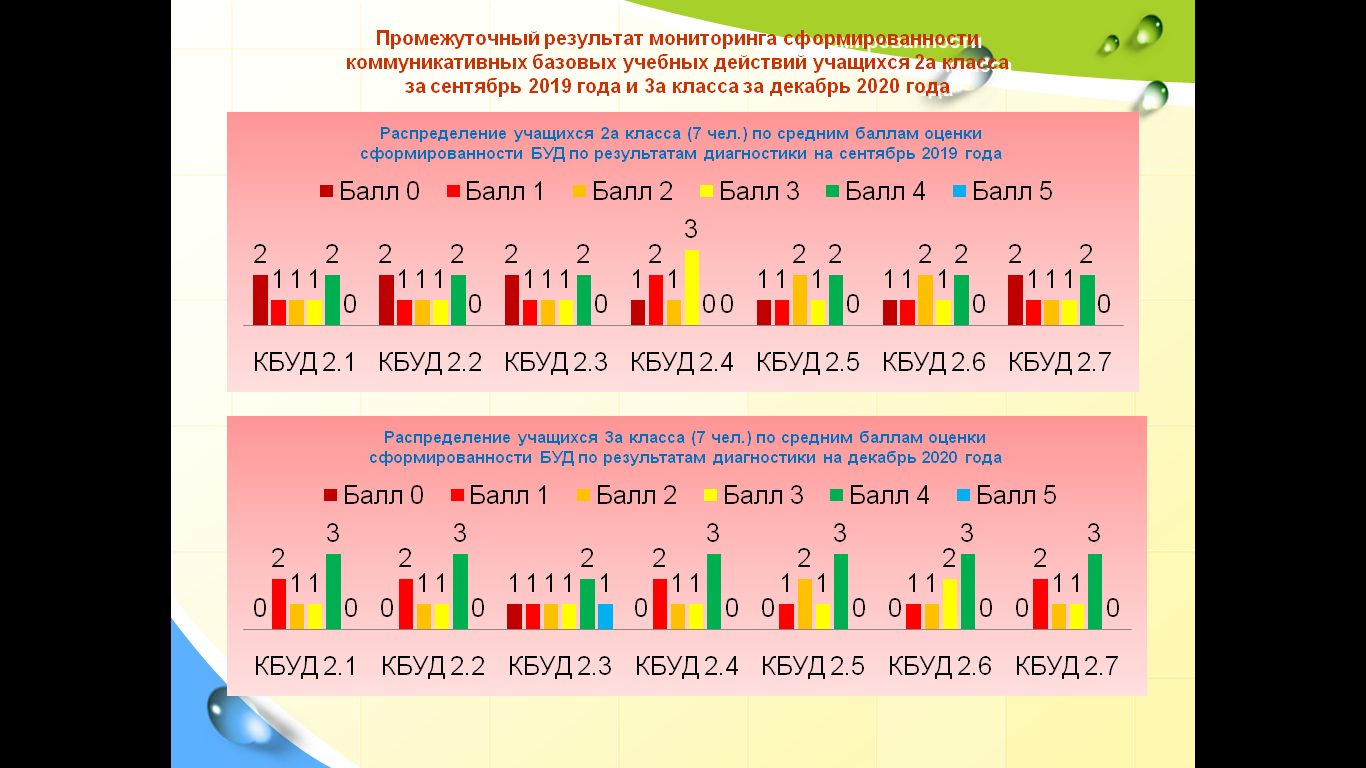 Промежуточный результат мониторинга сформированности
коммуникативных базовых учебных действий учащихся 2а класса
за сентябрь 2019 года и 3а класса за декабрь 2020 года
Распределение учащихся 2а класса (7 чел.) по средним баллам оценки
сформированности БУД по результатам диагностики на сентябрь 2019 года
Балл 0 Балл 1 Балл 2 Балл 3 Балл 4 Балл 5
2 1 1 1 2 0 2 1 1 1 2 0 2 1 1 1 2 0 1 2 1 3 0 0 1 1 2 1 2 0 1 1 2 1 2 0 2 1 1 1 2 0
КБУД 2.1 КБУД 2.2 КБУД 2.3 КБУД 2.4 КБУД 2.5 КБУД 2.6 КБУД 2.7
Распределение учащихся 3а класса (7 чел.) по средним баллам оценки
сформированности БУД по результатам диагностики на декабрь 2020 года
Балл 0 Балл 1 Балл 2 Балл 3 Балл 4 Балл 5
0 2 1 1 3 0 0 2 1 1 3 0 1 1 1 1 2 1 0 2 1 1 3 0 0 1 2 1 3 0 0 1 1 2 3 0 0 2 1 1 3 0
КБУД 2.1 КБУД 2.2 КБУД 2.3 КБУД 2.4 КБУД 2.5 КБУД 2.6 КБУД 2.7